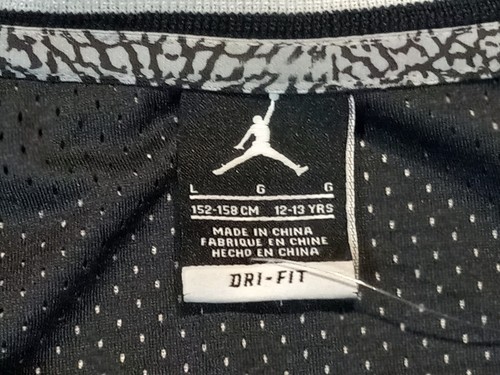 L G G
152-158 CM 12-13 YRS
MADE IN CHINA
FABRIQUE EN CHINE
HECHO EN CHINA
DRI-FIT